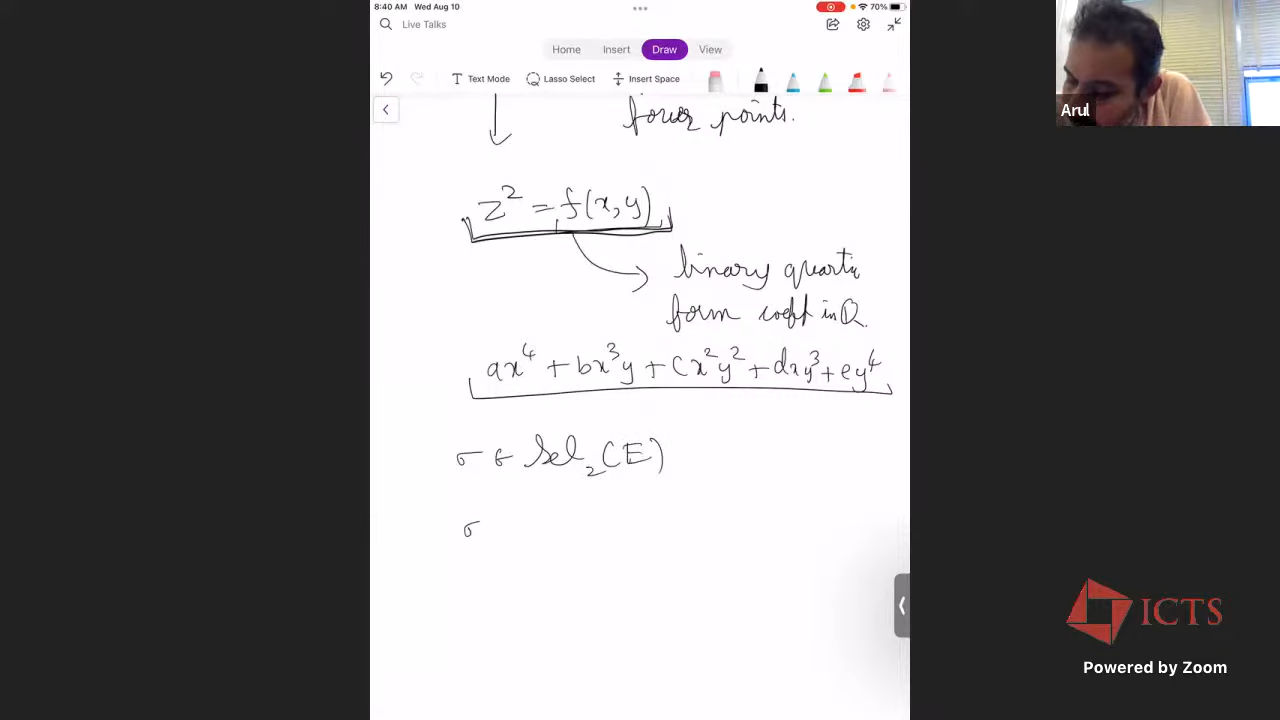 8:40 AM Wed Aug 10
70%
Live Talks
Home Insert Draw View
Text Mode Lasso Select Insert Space
Arul
four points.
z² = f(x, y)
binary quartic
form coeff in Q.
ax⁴ + bx³y + cx²y² + dxy³ + ey⁴
σ ∈ Sel₂(E)
σ
ICTS
Powered by Zoom